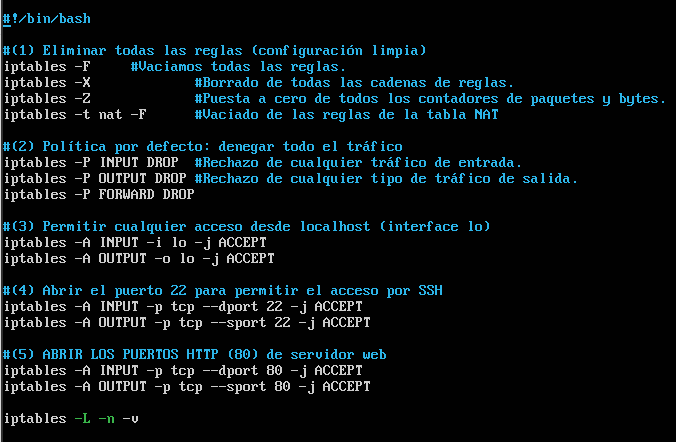 #!/bin/bash
#(1) Eliminar todas las reglas (configuración limpia)
iptables -F     #Vaciamos todas las reglas.
iptables -X             #Borrado de todas las cadenas de reglas.
iptables -Z             #Puesta a cero de todos los contadores de paquetes y bytes.
iptables -t nat -F      #Vaciado de las reglas de la tabla NAT
#(2) Política por defecto: denegar todo el tráfico
iptables -P INPUT DROP  #Rechazo de cualquier tráfico de entrada.
iptables -P OUTPUT DROP #Rechazo de cualquier tipo de tráfico de salida.
iptables -P FORWARD DROP
#(3) Permitir cualquier acceso desde localhost (interface lo)
iptables -A INPUT -i lo -j ACCEPT
iptables -A OUTPUT -o lo -j ACCEPT
#(4) Abrir el puerto 22 para permitir el acceso por SSH
iptables -A INPUT -p tcp --dport 22 -j ACCEPT
iptables -A OUTPUT -p tcp --sport 22 -j ACCEPT
#(5) ABRIR LOS PUERTOS HTTP (80) de servidor web
iptables -A INPUT -p tcp --dport 80 -j ACCEPT
iptables -A OUTPUT -p tcp --sport 80 -j ACCEPT
iptables -L -n -v